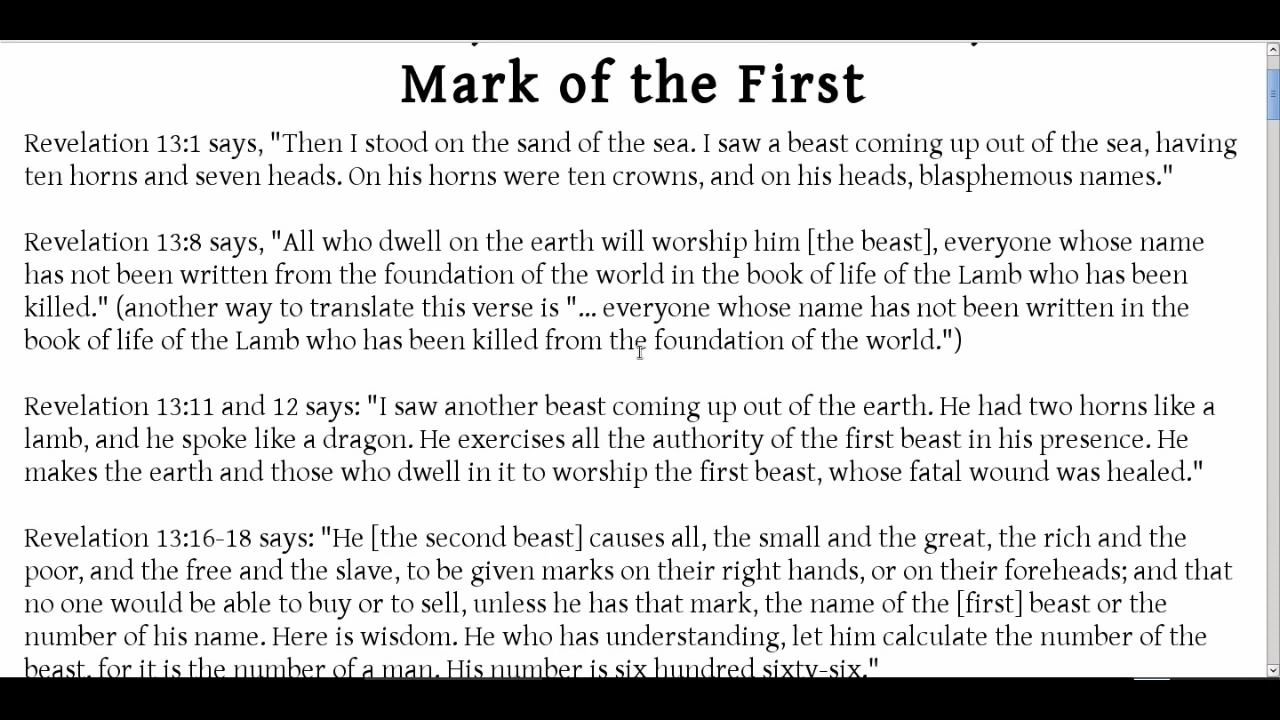 Mark of the First
Revelation 13:1 says, "Then I stood on the sand of the sea. I saw a beast coming up out of the sea, having
ten horns and seven heads. On his horns were ten crowns, and on his heads, blasphemous names."
Revelation 13:8 says, "All who dwell on the earth will worship him [the beast], everyone whose name
has not been written from the foundation of the world in the book of life of the Lamb who has been
killed." (another way to translate this verse is "... everyone whose name has not been written in the
book of life of the Lamb who has been killed from the foundation of the world.")
Revelation 13:11 and 12 says: "I saw another beast coming up out of the earth. He had two horns like a
lamb, and he spoke like a dragon. He exercises all the authority of the first beast in his presence. He
makes the earth and those who dwell in it to worship the first beast, whose fatal wound was healed."
Revelation 13:16-18 says: "He [the second beast] causes all, the small and the great, the rich and the
poor, and the free and the slave, to be given marks on their right hands, or on their foreheads; and that
no one would be able to buy or to sell, unless he has that mark, the name of the [first] beast or the
number of his name. Here is wisdom. He who has understanding, let him calculate the number of the
beast, for it is the number of a man. His number is six hundred sixty-six."